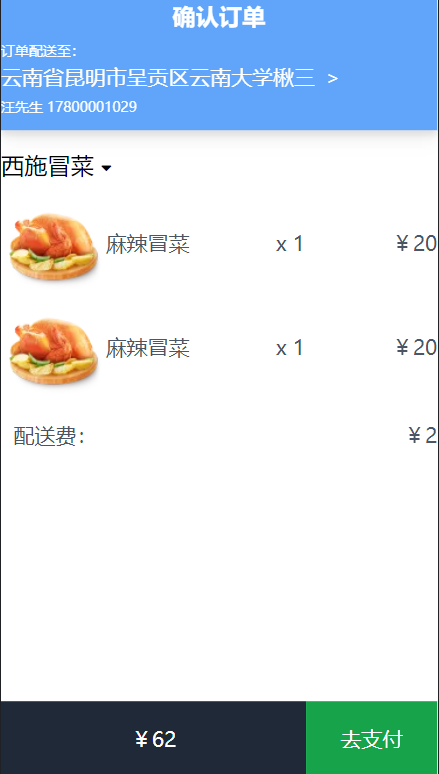 确认订单
订单配送至：
云南省昆明市呈贡区云南大学楸三 >
汪先生 17800001029
西施冒菜
麻辣冒菜 x 1 ￥20
麻辣冒菜 x 1 ￥20
配送费： ￥2
￥62 去支付